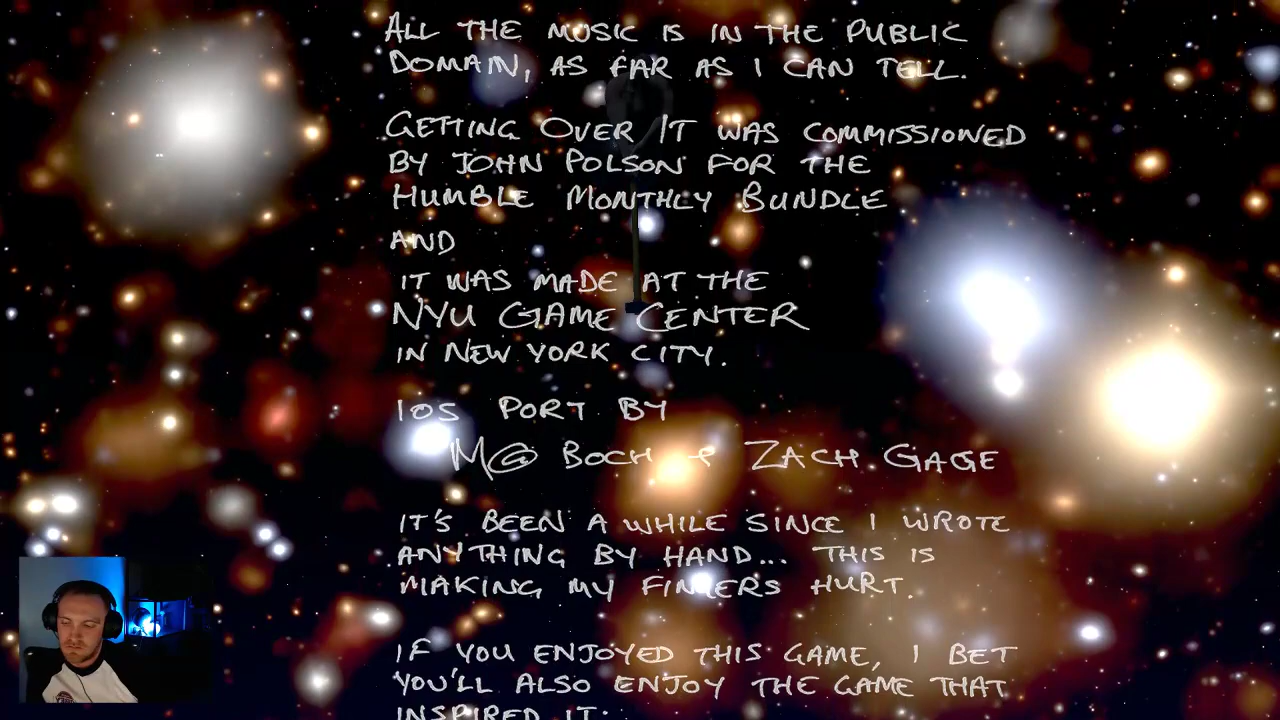 ALL THE MUSIC IS IN THE PUBLIC
DOMAIN, AS FAR AS I CAN TELL.
GETTING OVER IT WAS COMMISSIONED
BY JOHN POLSON FOR THE
HUMBLE MONTHLY BUNDLE
AND
IT WAS MADE AT THE
NYU GAME CENTER
IN NEW YORK CITY.
IOS PORT BY
M@ BOCH & ZACH GAGE
IT'S BEEN A WHILE SINCE I WROTE
ANYTHING BY HAND... THIS IS
MAKING MY FINGERS HURT.
IF YOU ENJOYED THIS GAME, I BET
YOU'LL ALSO ENJOY THE GAME THAT
INSPIRED IT: